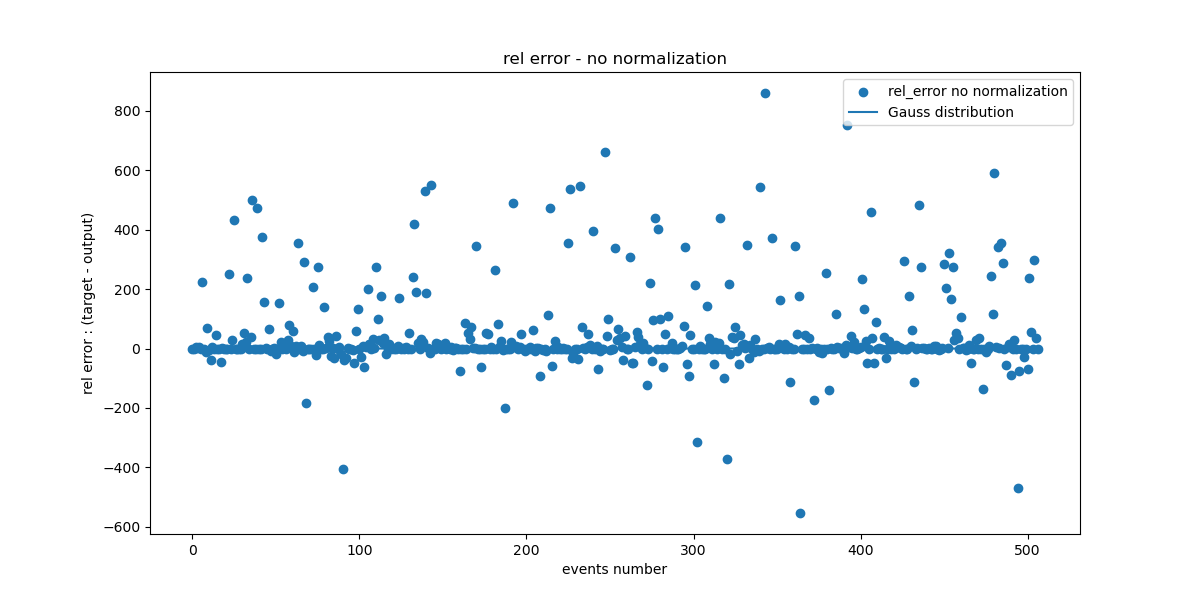 rel error - no normalization
rel_error no normalization
Gauss distribution
rel error : (target - output)
800
600
400
200
0
−200
−400
−600
0 100 200 300 400 500
events number